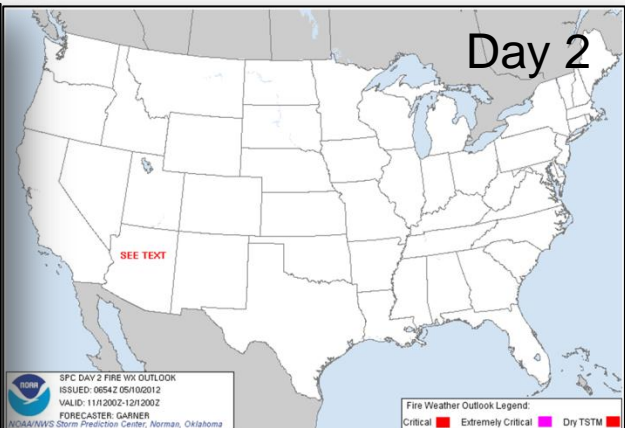 Day 2
SEE TEXT
NOAA
SPC DAY 2 FIRE WX OUTLOOK
ISSUED: 0654Z 05/10/2012
VALID: 11/1200Z-12/1200Z
FORECASTER: GARNER
NOAA/NWS Storm Prediction Center, Norman, Oklahoma
Fire Weather Outlook Legend:
Critical Extremely Critical Dry TSTM